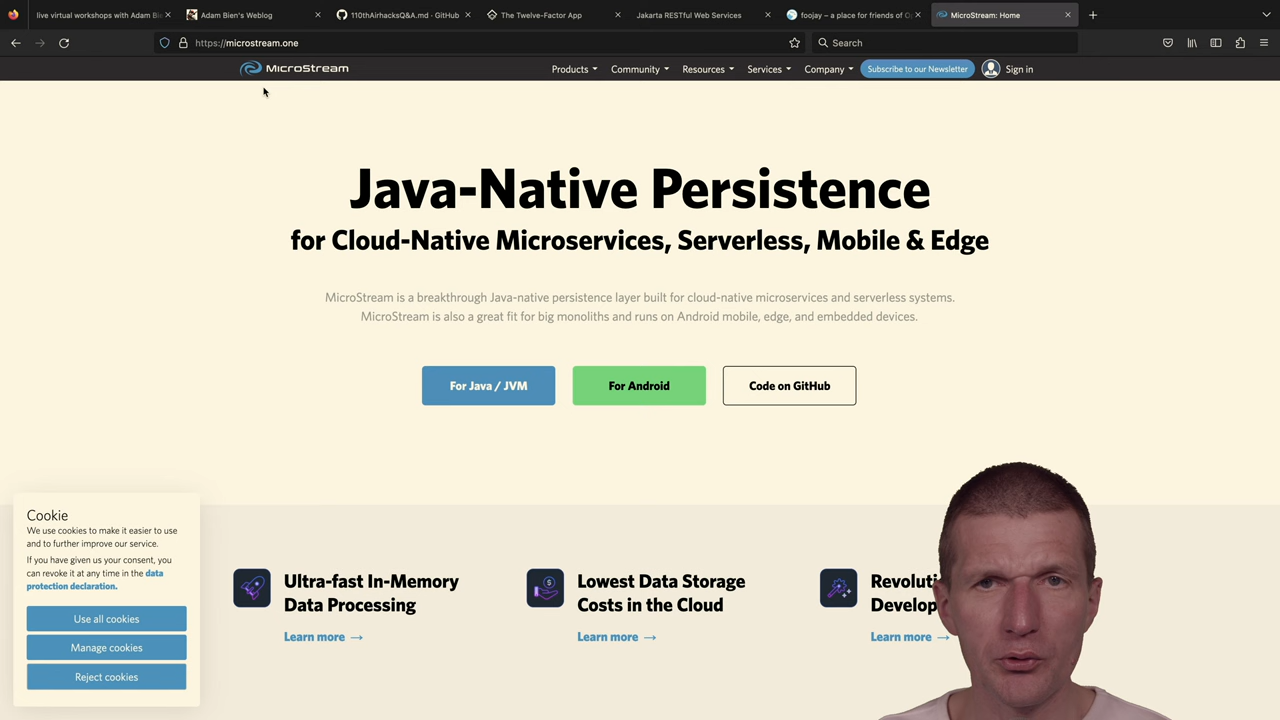 live virtual workshops with Adam Bie
Adam Bien's Weblog
110thAirhacksQ&A.md · GitHub
The Twelve-Factor App
Jakarta RESTful Web Services
foojay – a place for friends of O
MicroStream: Home
https://microstream.one
Search
MicroStream
Products
Community
Resources
Services
Company
Subscribe to our Newsletter
Sign in
Java-Native Persistence
for Cloud-Native Microservices, Serverless, Mobile & Edge
MicroStream is a breakthrough Java-native persistence layer built for cloud-native microservices and serverless systems.
MicroStream is also a great fit for big monoliths and runs on Android mobile, edge, and embedded devices.
For Java / JVM
For Android
Code on GitHub
Cookie
We use cookies to make it easier to use
and to further improve our service.
If you have given us your consent, you
can revoke it at any time in the data
protection declaration.
Use all cookies
Manage cookies
Reject cookies
Ultra-fast In-Memory
Data Processing
Learn more →
Lowest Data Storage
Costs in the Cloud
Learn more →
Revoluti
Develop
Learn more →